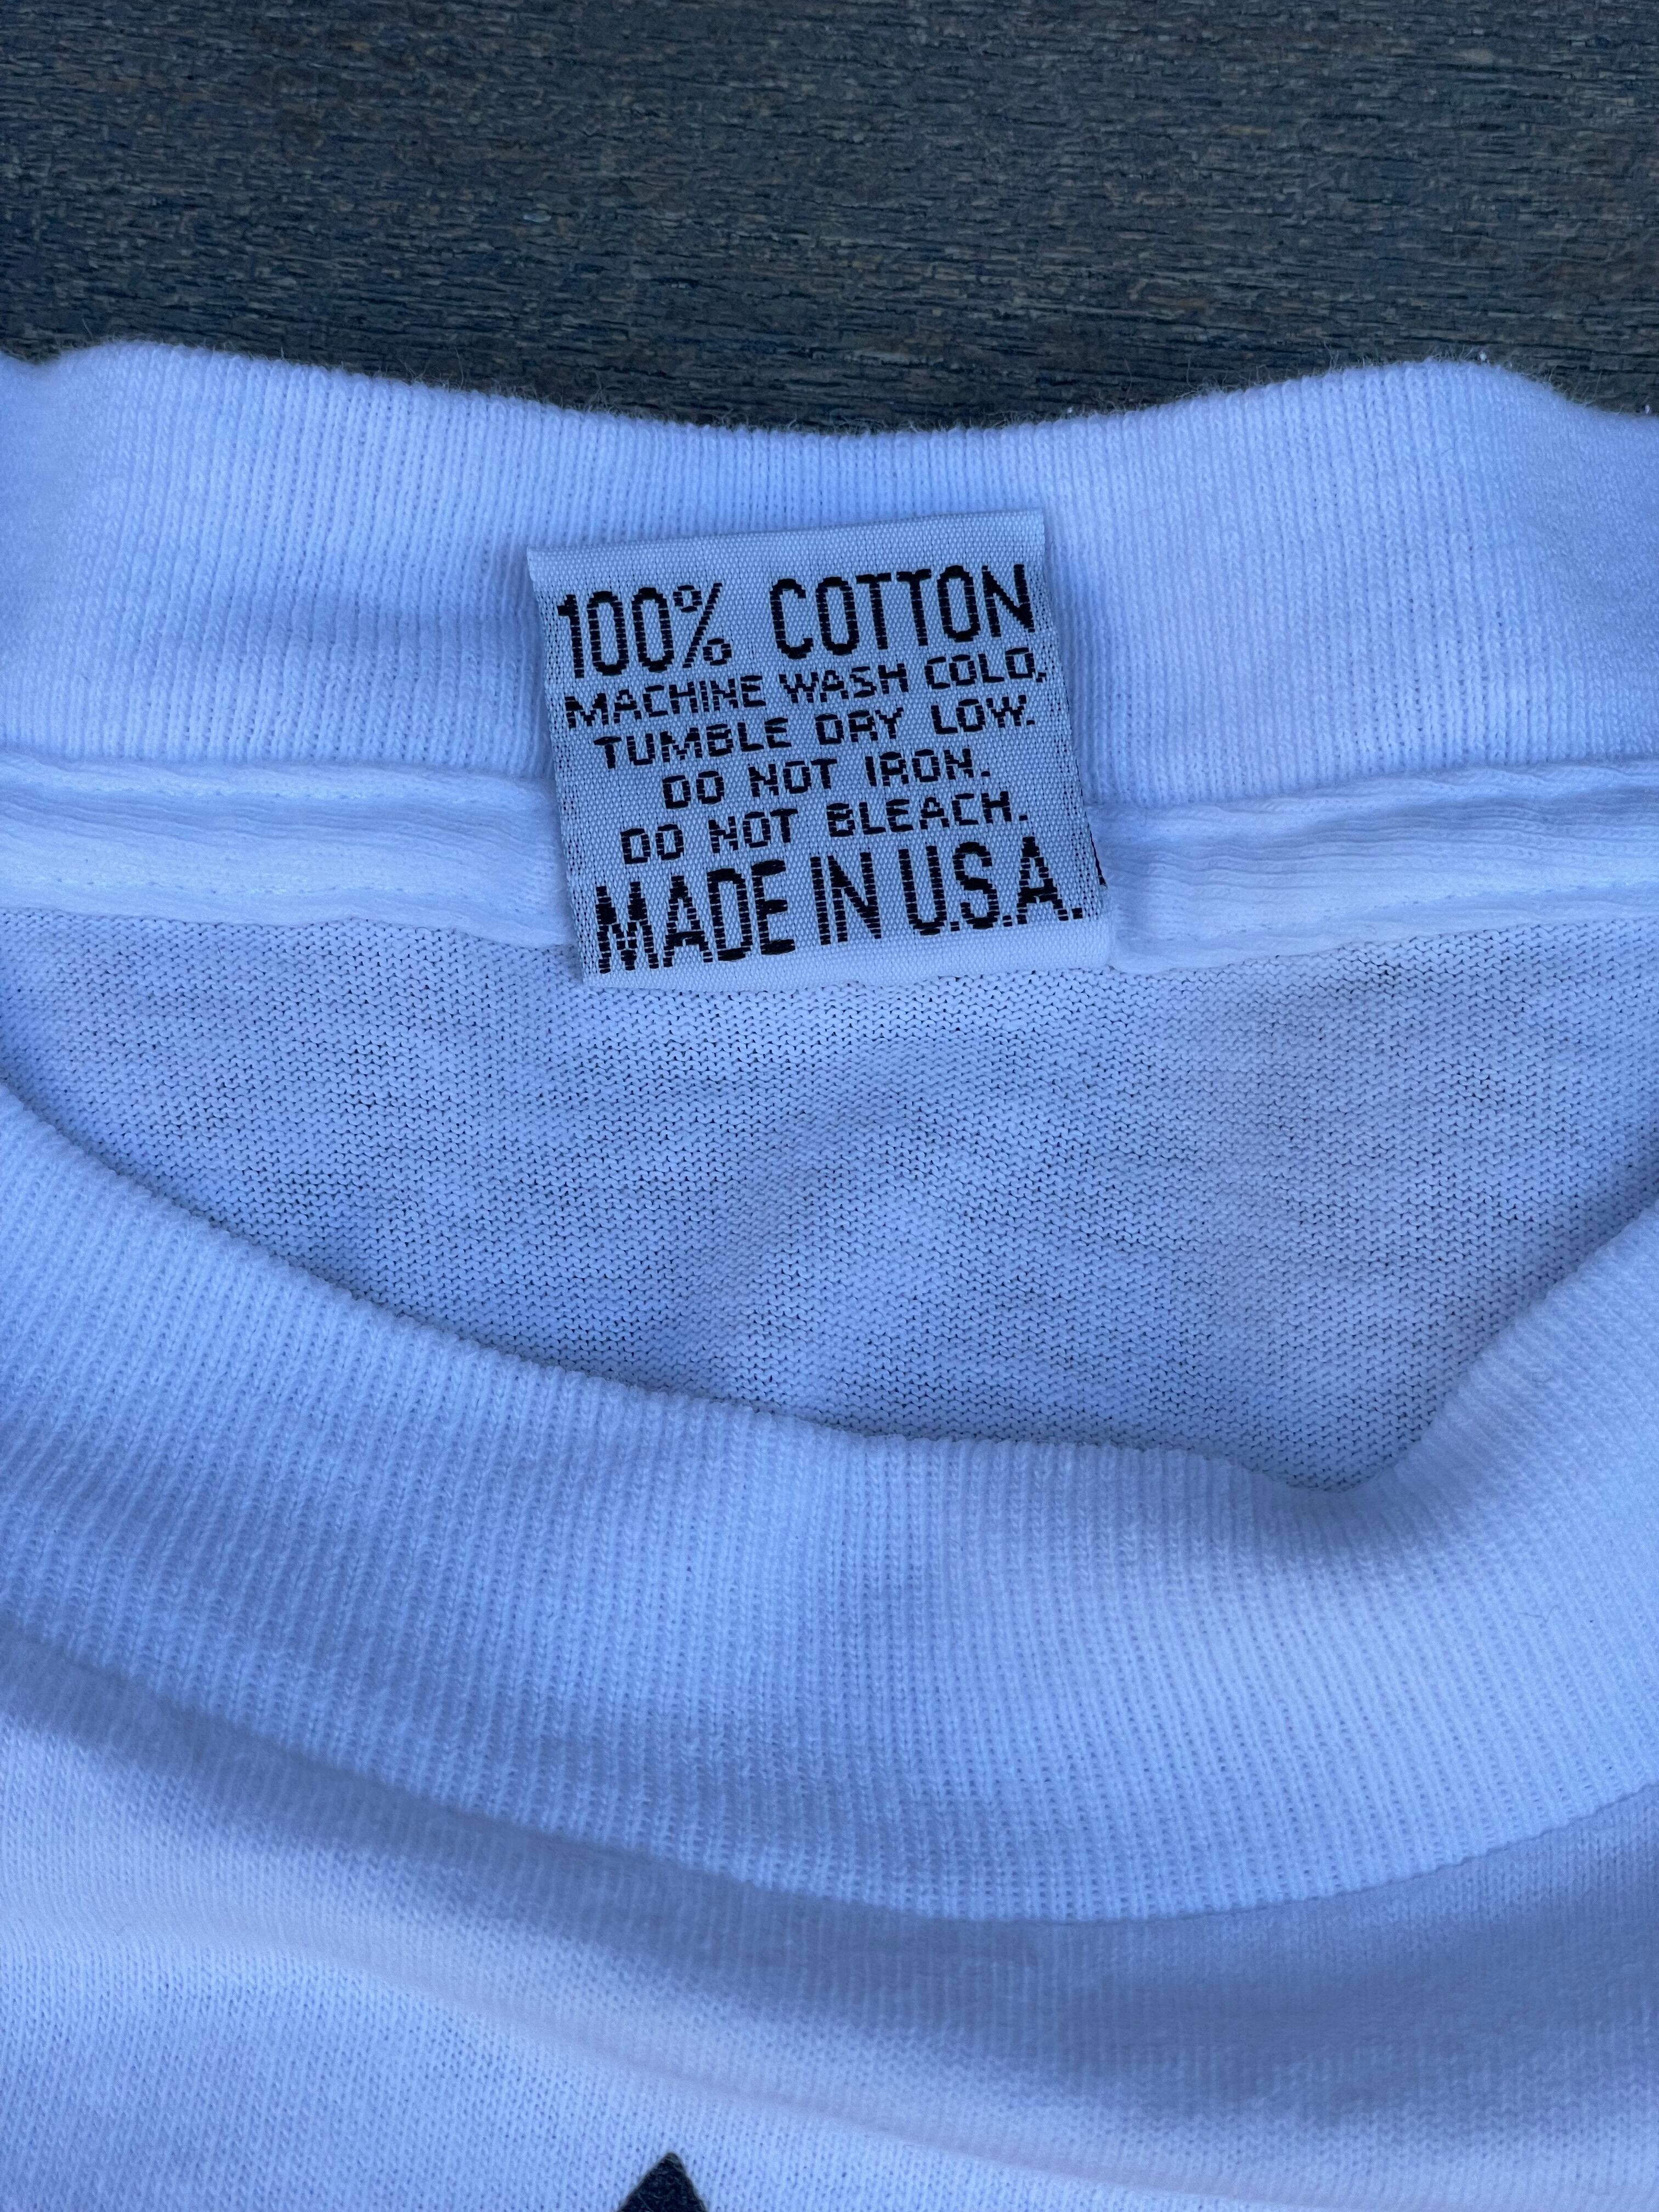 100% COTTON
MACHINE WASH COLD,
TUMBLE DRY LOW.
DO NOT IRON.
DO NOT BLEACH.
MADE IN U.S.A.